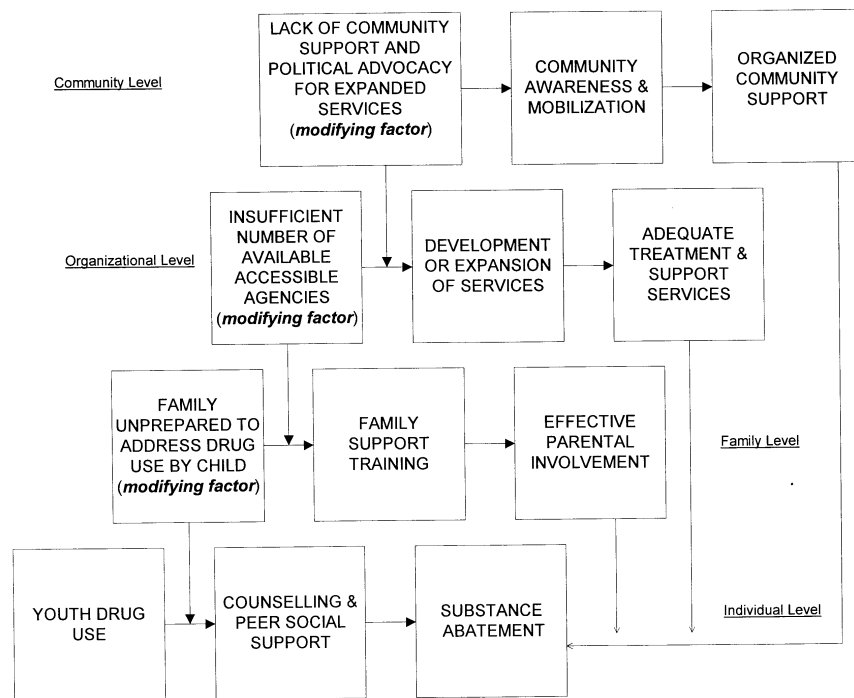 Community Level
LACK OF COMMUNITY
SUPPORT AND
POLITICAL ADVOCACY
FOR EXPANDED
SERVICES
(modifying factor)
COMMUNITY
AWARENESS &
MOBILIZATION
ORGANIZED
COMMUNITY
SUPPORT
Organizational Level
INSUFFICIENT
NUMBER OF
AVAILABLE
ACCESSIBLE
AGENCIES
(modifying factor)
DEVELOPMENT
OR EXPANSION
OF SERVICES
ADEQUATE
TREATMENT &
SUPPORT
SERVICES
FAMILY
UNPREPARED TO
ADDRESS DRUG
USE BY CHILD
(modifying factor)
FAMILY
SUPPORT
TRAINING
EFFECTIVE
PARENTAL
INVOLVEMENT
Family Level
YOUTH DRUG
USE
COUNSELLING &
PEER SOCIAL
SUPPORT
SUBSTANCE
ABATEMENT
Individual Level